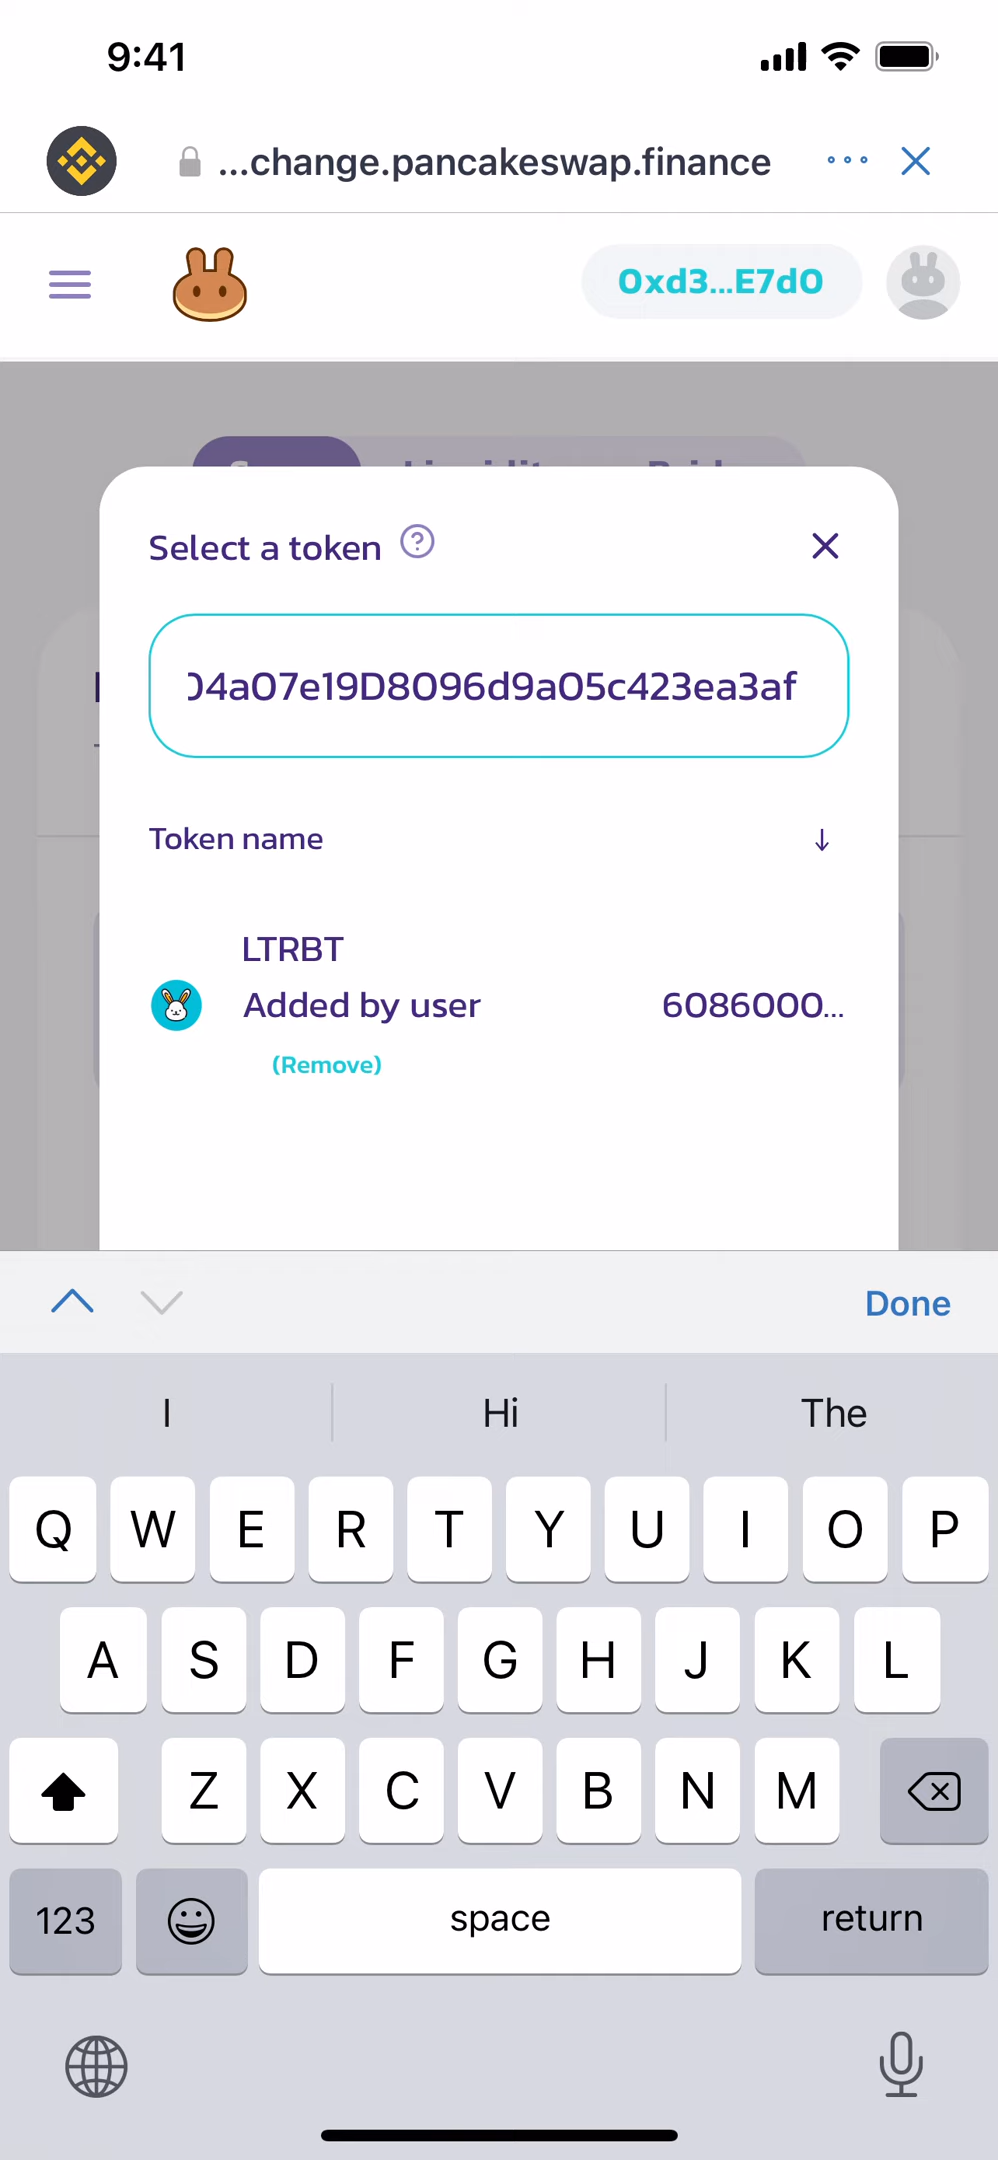 9:41
...change.pancakeswap.finance
0xd3...E7d0
Select a token
04a07e19D8096d9a05c423ea3af
Token name
LTRBT
Added by user
6086000...
(Remove)
Done
I Hi The
Q W E R T Y U I O P
A S D F G H J K L
Z X C V B N M
123 space return